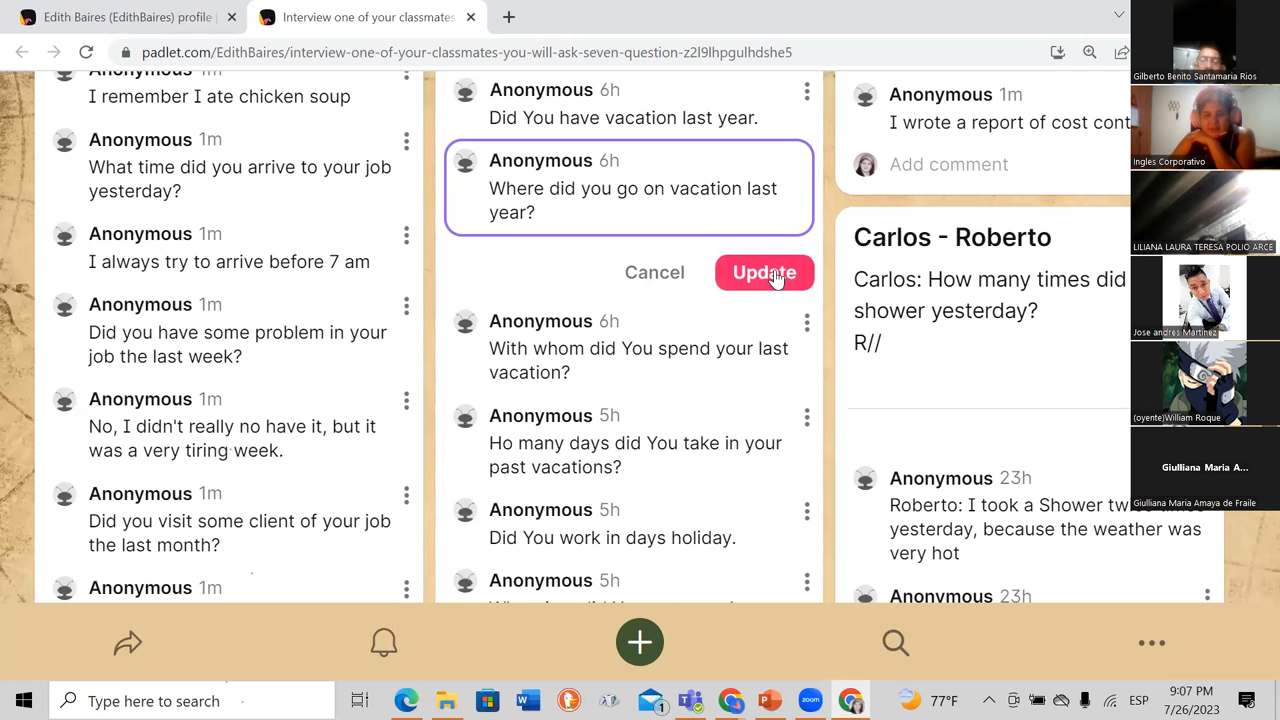 Edith Baires (EdithBaires) profile |
Interview one of your classmates
padlet.com/EdithBaires/interview-one-of-your-classmates-you-will-ask-seven-question-z2l9lhpgulhdshe5
Anonymous 1m
I remember I ate chicken soup
Anonymous 1m
What time did you arrive to your job
yesterday?
Anonymous 1m
I always try to arrive before 7 am
Anonymous 1m
Did you have some problem in your
job the last week?
Anonymous 1m
No, I didn't really no have it, but it
was a very tiring week.
Anonymous 1m
Did you visit some client of your job
the last month?
Anonymous 1m
Anonymous 6h
Did You have vacation last year.
Anonymous 6h
Where did you go on vacation last
year?
Cancel
Update
Anonymous 6h
With whom did You spend your last
vacation?
Anonymous 5h
Ho many days did You take in your
past vacations?
Anonymous 5h
Did You work in days holiday.
Anonymous 5h
Anonymous 1m
I wrote a report of cost cont
Add comment
Carlos - Roberto
Carlos: How many times did
shower yesterday?
R//
Anonymous 23h
Roberto: I took a Shower
yesterday, because the weather was
very hot
Anonymous 23h
Gilberto Benito Santamaria Rios
Ingles Corporativo
LILIANA LAURA TERESA POLIO ARCE
Jose andres Martinez
(oyente)William Roque
Giulliana Maria A...
Giulliana Maria Amaya de Fraile
Type here to search
zoom
1
77°F
ESP
9:07 PM
7/26/2023